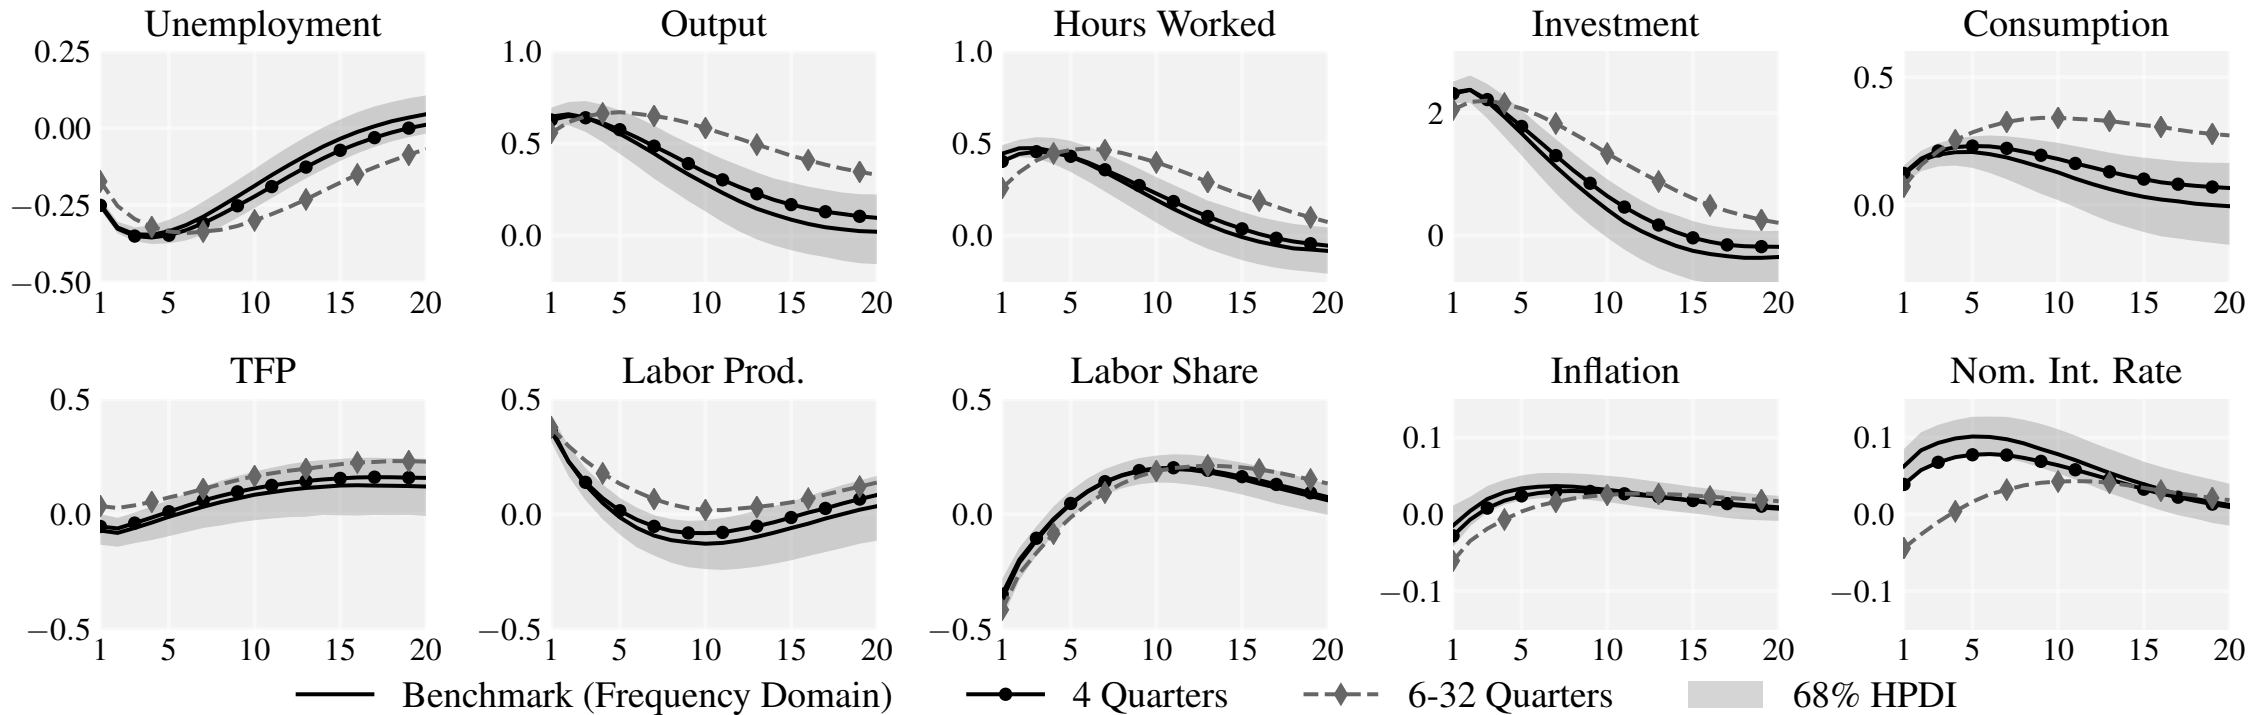 Unemployment Output Hours Worked Investment Consumption
0.25 1.0 1.0
0.5
0.00 2
0.5 0.5
−0.25 0.0
0.0 0.0 0
−0.50
1 5 10 15 20 1 5 10 15 20 1 5 10 15 20 1 5 10 15 20 1 5 10 15 20
TFP Labor Prod. Labor Share Inflation Nom. Int. Rate
0.5 0.5 0.5
0.1 0.1
0.0 0.0 0.0 0.0 0.0
−0.1 −0.1
−0.5 −0.5 −0.5
1 5 10 15 20 1 5 10 15 20 1 5 10 15 20 1 5 10 15 20 1 5 10 15 20
Benchmark (Frequency Domain) 4 Quarters 6-32 Quarters 68% HPDI